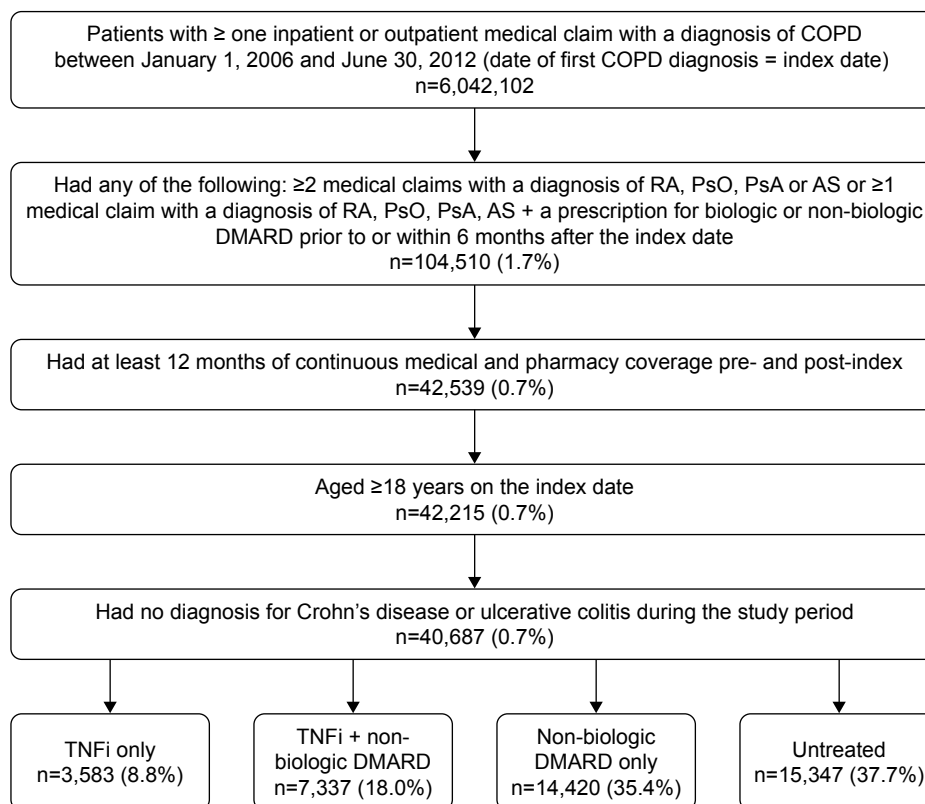 Patients with ≥ one inpatient or outpatient medical claim with a diagnosis of COPD
between January 1, 2006 and June 30, 2012 (date of first COPD diagnosis = index date)
n=6,042,102
Had any of the following: ≥2 medical claims with a diagnosis of RA, PsO, PsA or AS or ≥1
medical claim with a diagnosis of RA, PsO, PsA, AS + a prescription for biologic or non-biologic
DMARD prior to or within 6 months after the index date
n=104,510 (1.7%)
Had at least 12 months of continuous medical and pharmacy coverage pre- and post-index
n=42,539 (0.7%)
Aged ≥18 years on the index date
n=42,215 (0.7%)
Had no diagnosis for Crohn’s disease or ulcerative colitis during the study period
n=40,687 (0.7%)
TNFi only
n=3,583 (8.8%)
TNFi + non-
biologic DMARD
n=7,337 (18.0%)
Non-biologic
DMARD only
n=14,420 (35.4%)
Untreated
n=15,347 (37.7%)